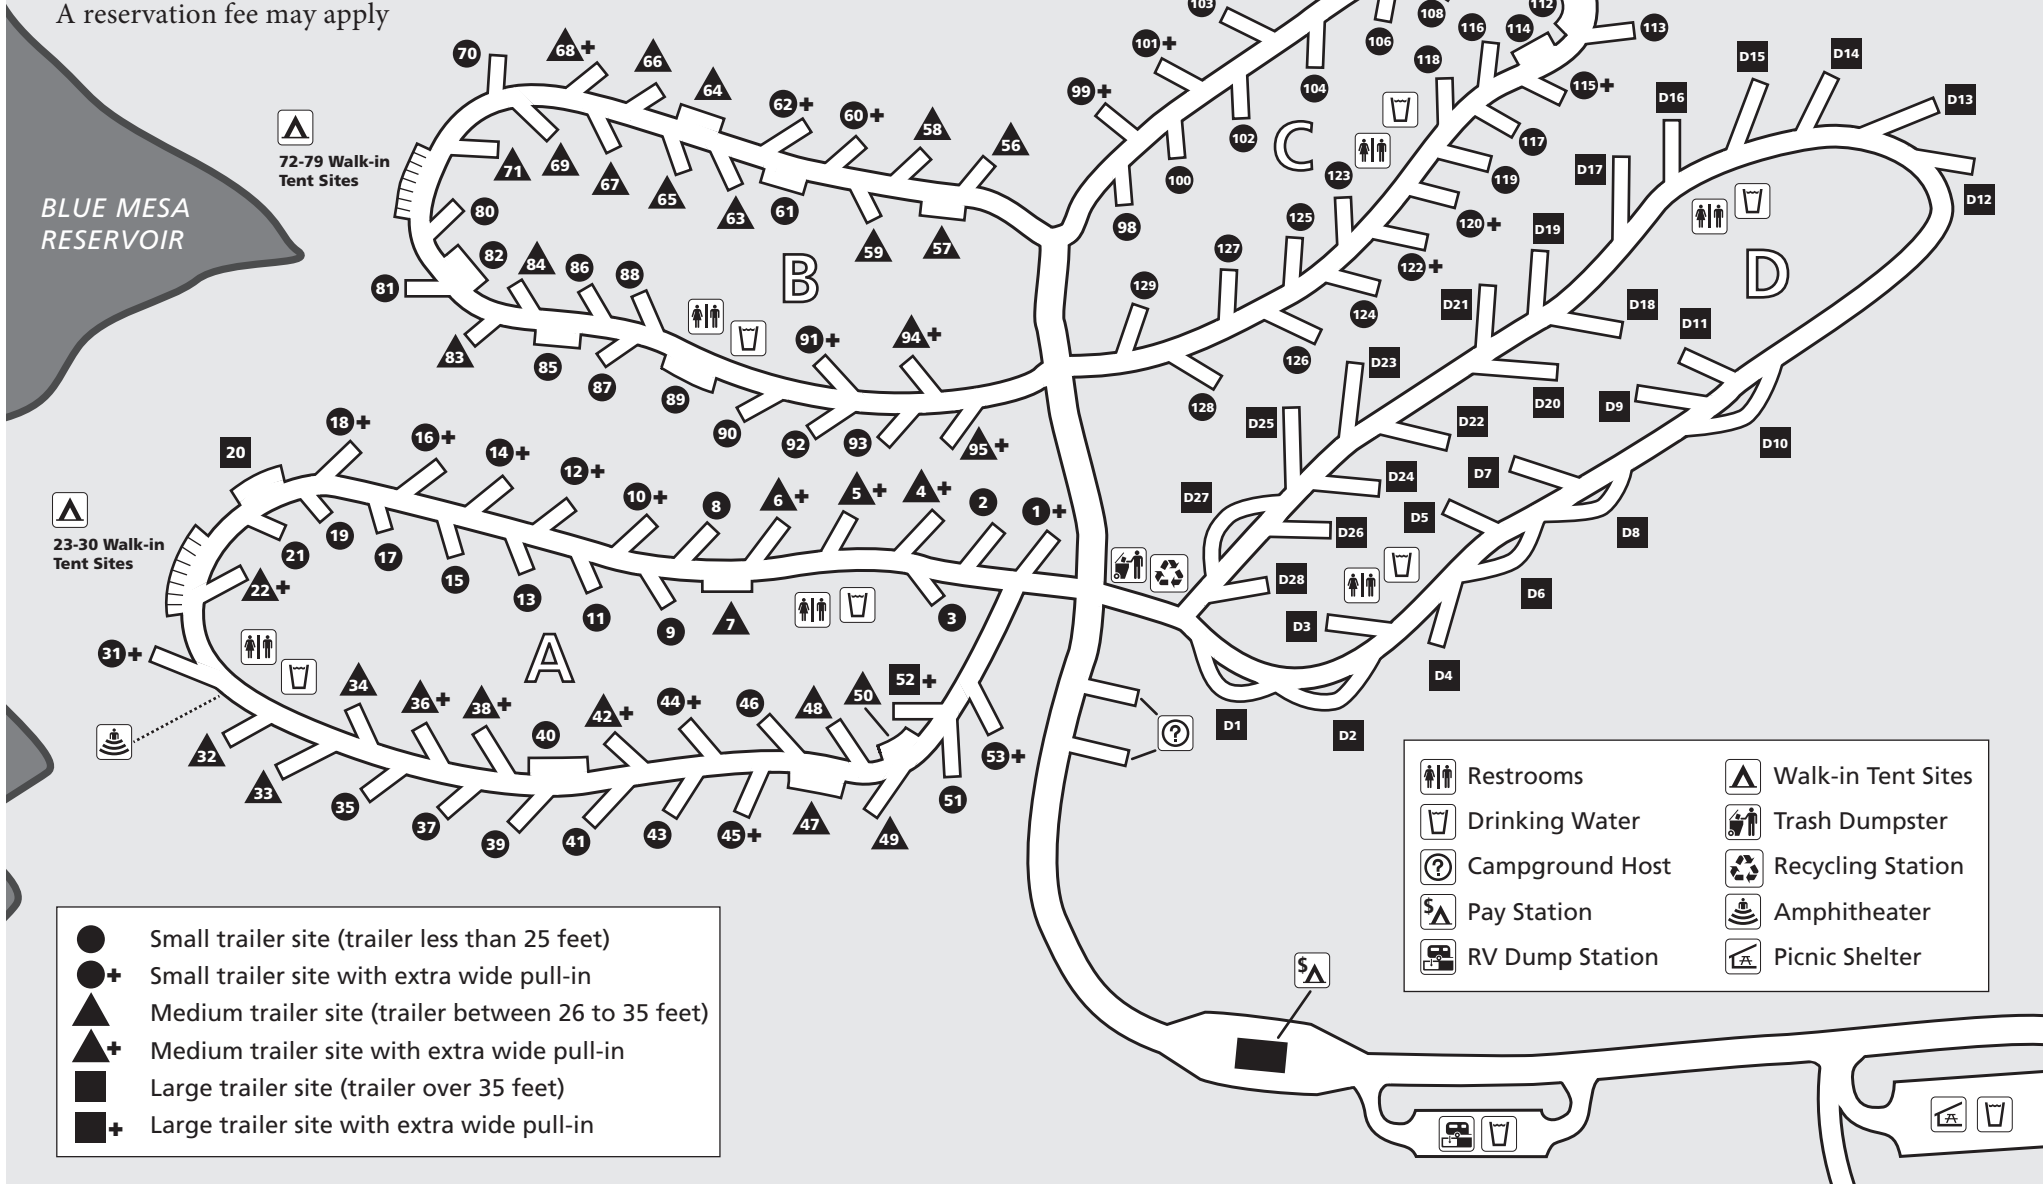 A reservation fee may apply
BLUE MESA
RESERVOIR
72-79 Walk-in
Tent Sites
23-30 Walk-in
Tent Sites
A
B
C
D
70
68+
66
64
62+
60+
58
56
71
69
67
65
63
61
59
57
80
82
84
86
88
81
83
85
87
89
91+
94+
90
92
93
95+
103
101+
99+
98
100
102
104
106
108
112
113
114
116
118
115+
117
119
120+
122+
123
124
125
126
127
128
129
D15
D14
D13
D16
D12
D17
D19
D18
D21
D11
D23
D20
D9
D22
D25
D10
D7
D24
D27
D5
D26
D8
D28
D6
D3
D4
D1
D2
20
18+
16+
14+
12+
10+
8
6+
5+
4+
2
1+
21
19
17
15
13
11
9
7
3
22+
31+
34
36+
38+
40
42+
44+
46
48
50
52+
53+
32
33
35
37
39
41
43
45+
47
49
51
?
$
Small trailer site (trailer less than 25 feet)
+ Small trailer site with extra wide pull-in
Medium trailer site (trailer between 26 to 35 feet)
+ Medium trailer site with extra wide pull-in
Large trailer site (trailer over 35 feet)
+ Large trailer site with extra wide pull-in
Restrooms
Drinking Water
? Campground Host
$ Pay Station
RV Dump Station
Walk-in Tent Sites
Trash Dumpster
Recycling Station
Amphitheater
Picnic Shelter